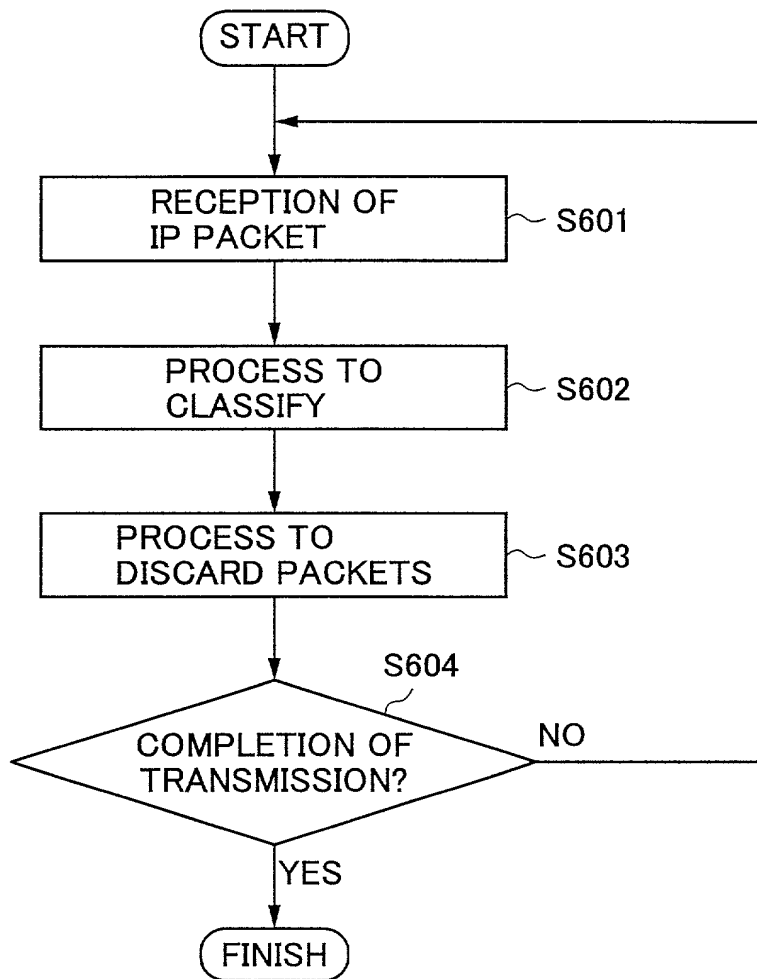 START
RECEPTION OF
IP PACKET
S601
PROCESS TO
CLASSIFY
S602
PROCESS TO
DISCARD PACKETS
S603
S604
COMPLETION OF
TRANSMISSION?
NO
YES
FINISH